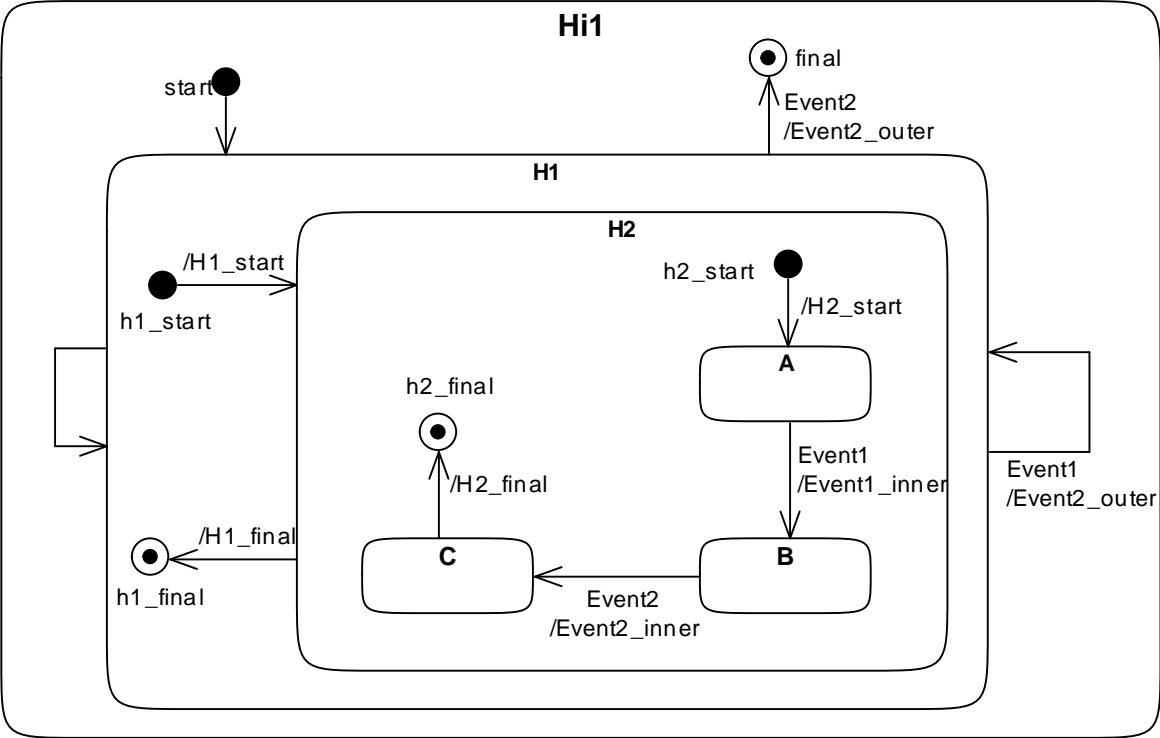 Hi1
start
final
Event2
/Event2_outer
H1
H2
/H1_start
h1_start
h2_start
/H2_start
A
h2_final
Event1
/Event1_inner
/H2_final
Event1
/Event2_outer
/H1_final
h1_final
C
B
Event2
/Event2_inner